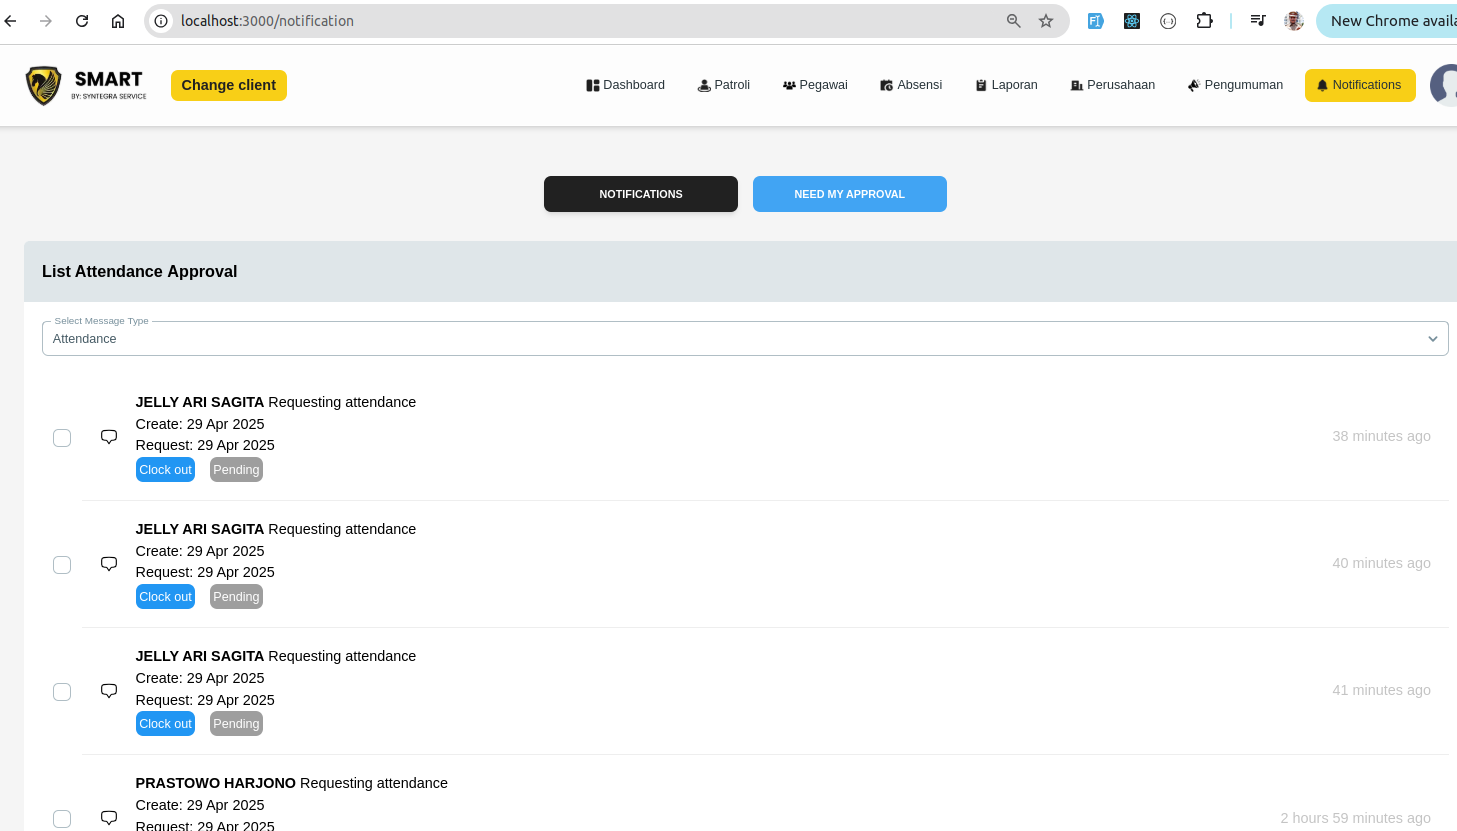 localhost:3000/notification
New Chrome availa
SMART
BY: SYNTEGRA SERVICE
Change client
Dashboard
Patroli
Pegawai
Absensi
Laporan
Perusahaan
Pengumuman
Notifications
NOTIFICATIONS
NEED MY APPROVAL
List Attendance Approval
Select Message Type
Attendance
JELLY ARI SAGITA Requesting attendance
Create: 29 Apr 2025
Request: 29 Apr 2025
38 minutes ago
Clock out Pending
JELLY ARI SAGITA Requesting attendance
Create: 29 Apr 2025
Request: 29 Apr 2025
40 minutes ago
Clock out Pending
JELLY ARI SAGITA Requesting attendance
Create: 29 Apr 2025
Request: 29 Apr 2025
41 minutes ago
Clock out Pending
PRASTOWO HARJONO Requesting attendance
Create: 29 Apr 2025
Request: 29 Apr 2025
2 hours 59 minutes ago